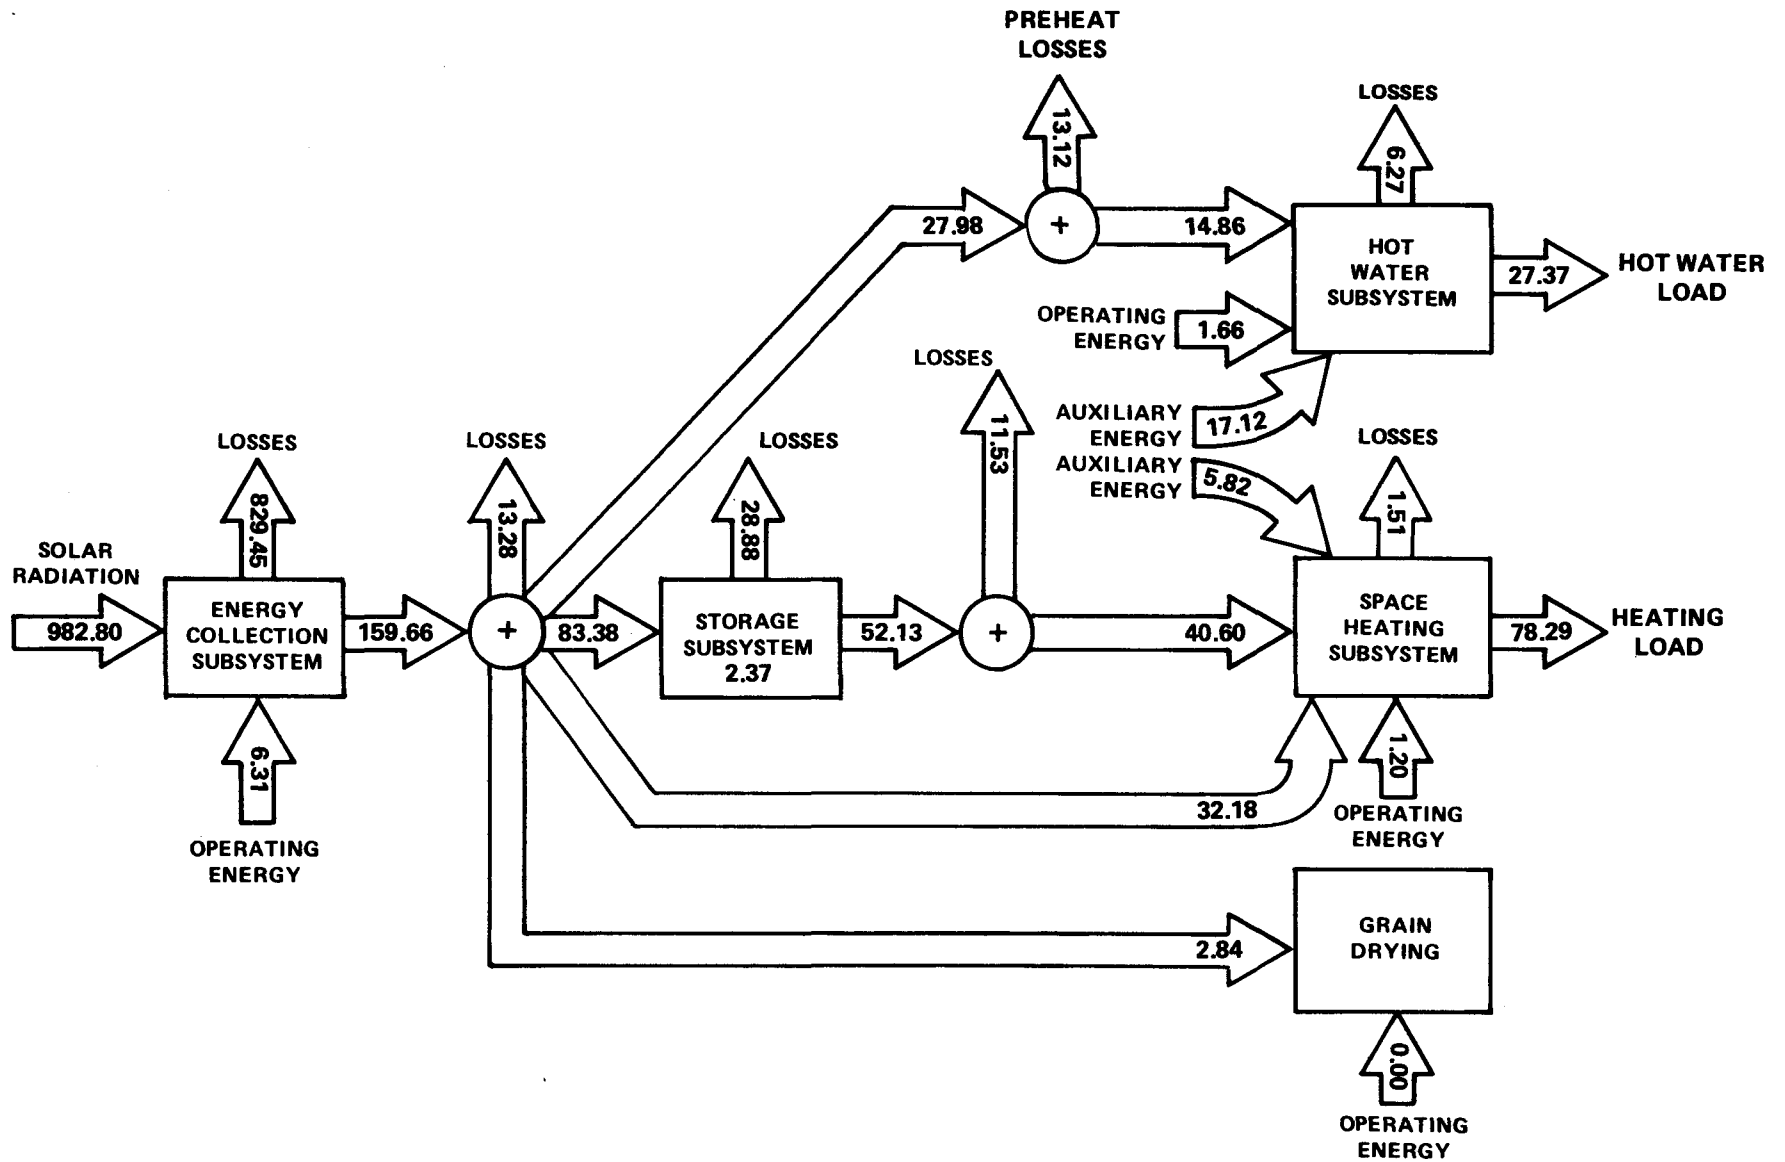 PREHEAT
LOSSES
13.12
LOSSES
6.27
27.98
+
14.86
HOT
WATER
SUBSYSTEM
27.37
HOT WATER
LOAD
OPERATING
ENERGY
1.66
LOSSES
11.53
AUXILIARY
ENERGY
17.12
AUXILIARY
ENERGY
5.82
LOSSES
1.51
LOSSES
829.45
LOSSES
13.28
LOSSES
28.88
SOLAR
RADIATION
982.80
ENERGY
COLLECTION
SUBSYSTEM
159.66
+
83.38
STORAGE
SUBSYSTEM
2.37
52.13
+
40.60
SPACE
HEATING
SUBSYSTEM
78.29
HEATING
LOAD
6.31
OPERATING
ENERGY
32.18
1.20
OPERATING
ENERGY
2.84
GRAIN
DRYING
0.00
OPERATING
ENERGY